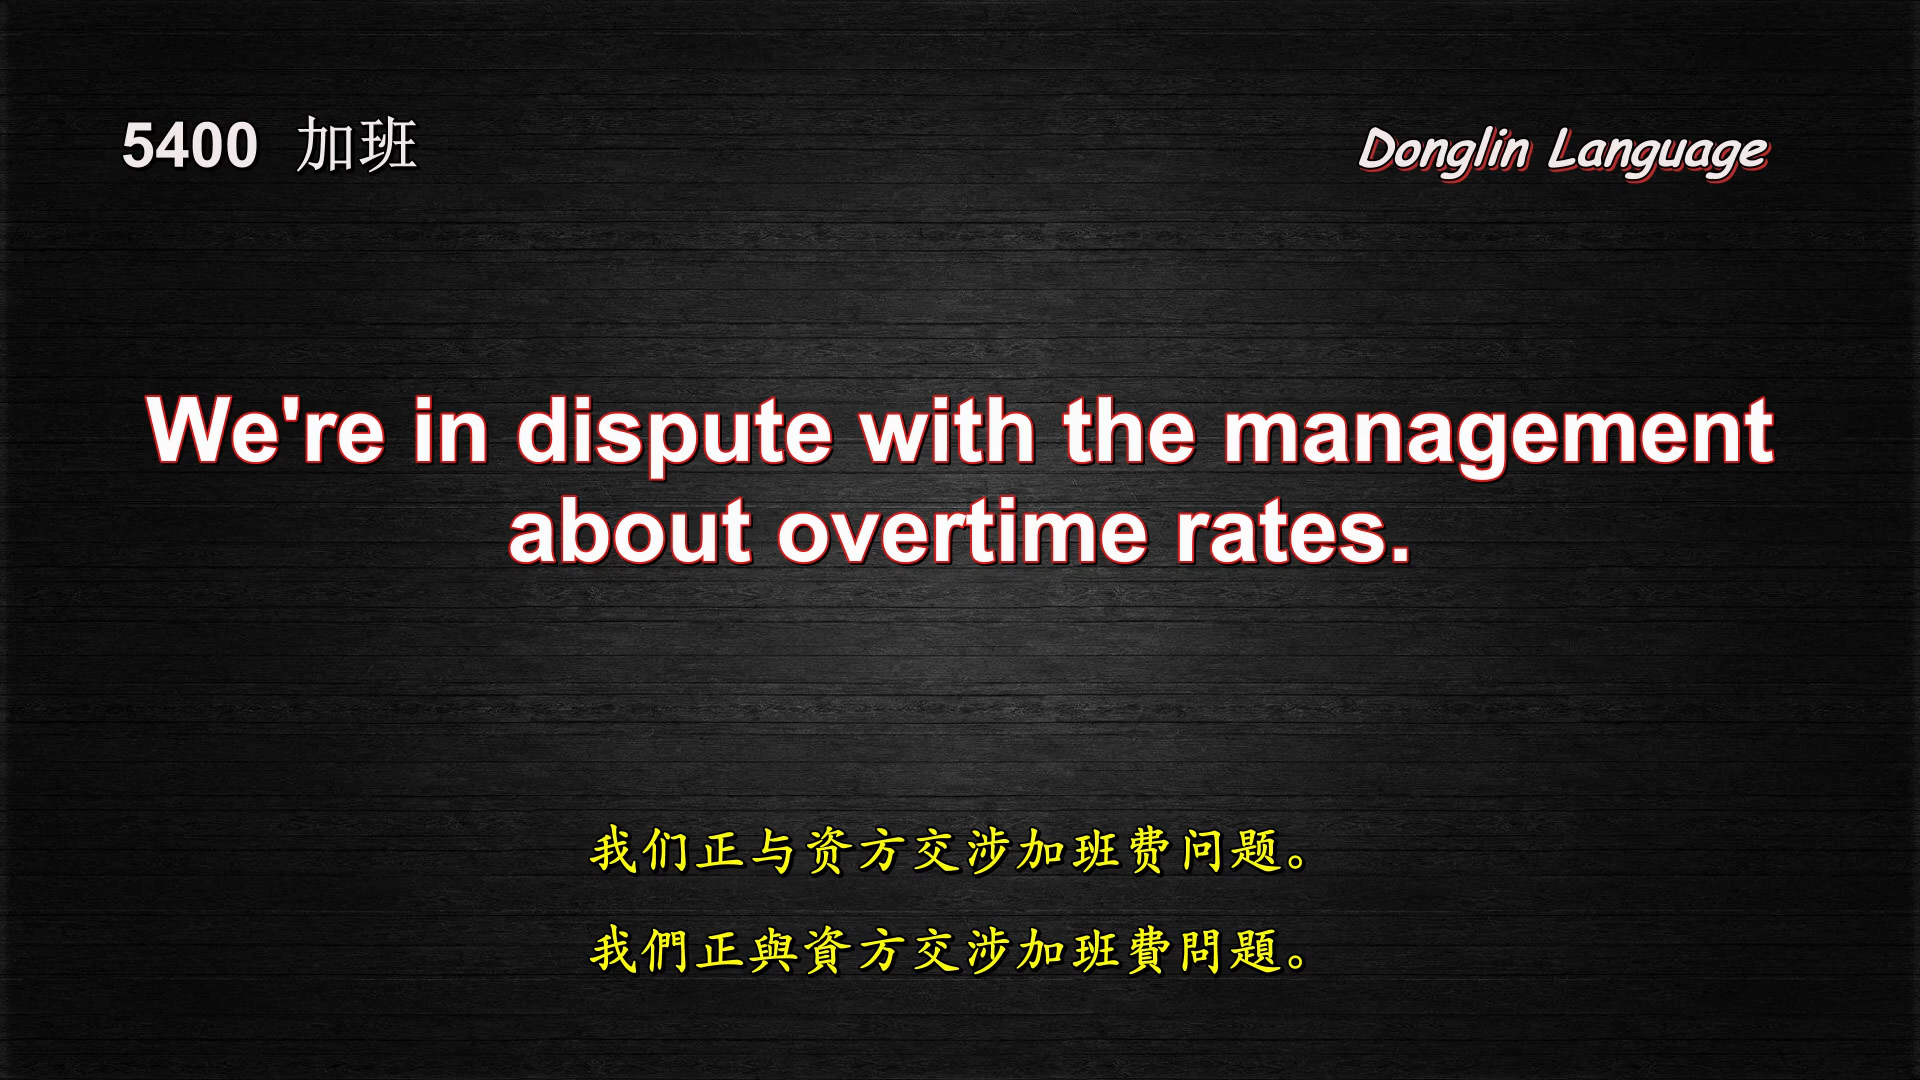 5400 加班
Donglin Language
We're in dispute with the management
about overtime rates.
我们正与资方交涉加班费问题。
我們正與資方交涉加班費問題。